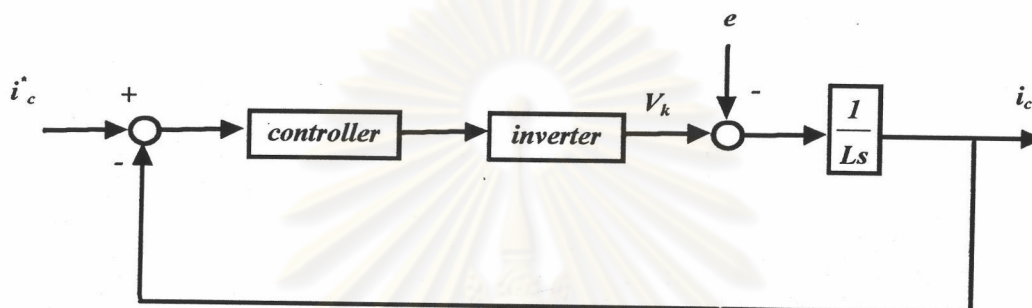 e
i*c
+
-
controller
inverter
Vk
-
1
Ls
ic
-